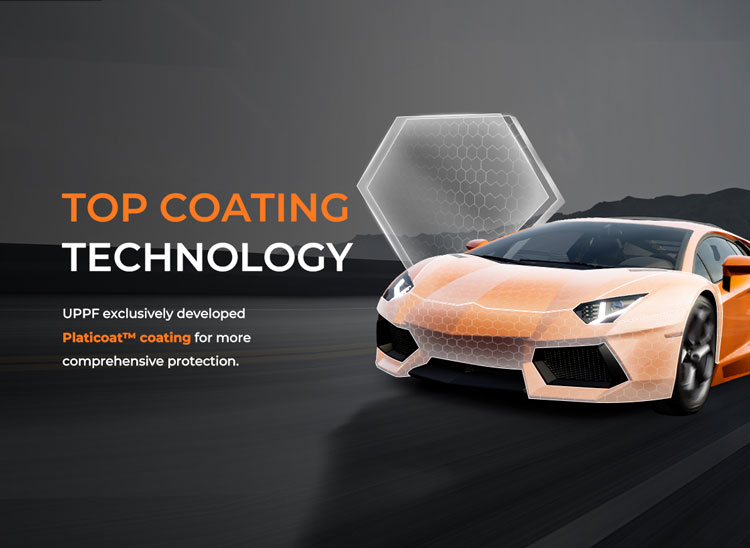 TOP COATING
TECHNOLOGY
UPPF exclusively developed
Platicoat™ coating for more
comprehensive protection.